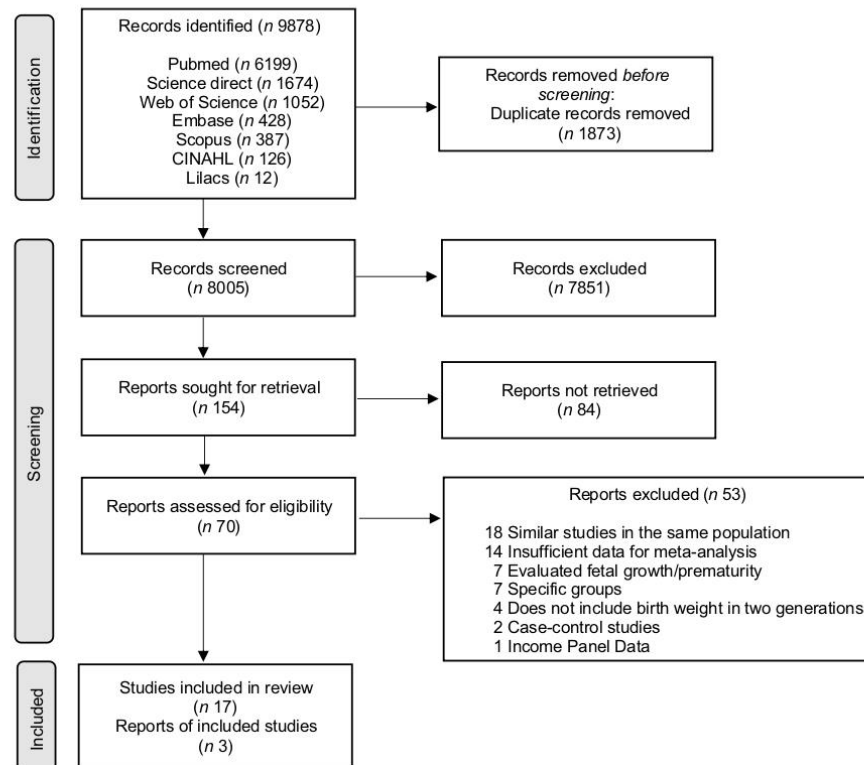 Identification
Records identified (n 9878)
Pubmed (n 6199)
Science direct (n 1674)
Web of Science (n 1052)
Embase (n 428)
Scopus (n 387)
CINAHL (n 126)
Lilacs (n 12)
Records removed before
screening:
Duplicate records removed
(n 1873)
Screening
Records screened
(n 8005)
Records excluded
(n 7851)
Reports sought for retrieval
(n 154)
Reports not retrieved
(n 84)
Reports assessed for eligibility
(n 70)
Reports excluded (n 53)
18 Similar studies in the same population
14 Insufficient data for meta-analysis
7 Evaluated fetal growth/prematurity
7 Specific groups
4 Does not include birth weight in two generations
2 Case-control studies
1 Income Panel Data
Included
Studies included in review
(n 17)
Reports of included studies
(n 3)